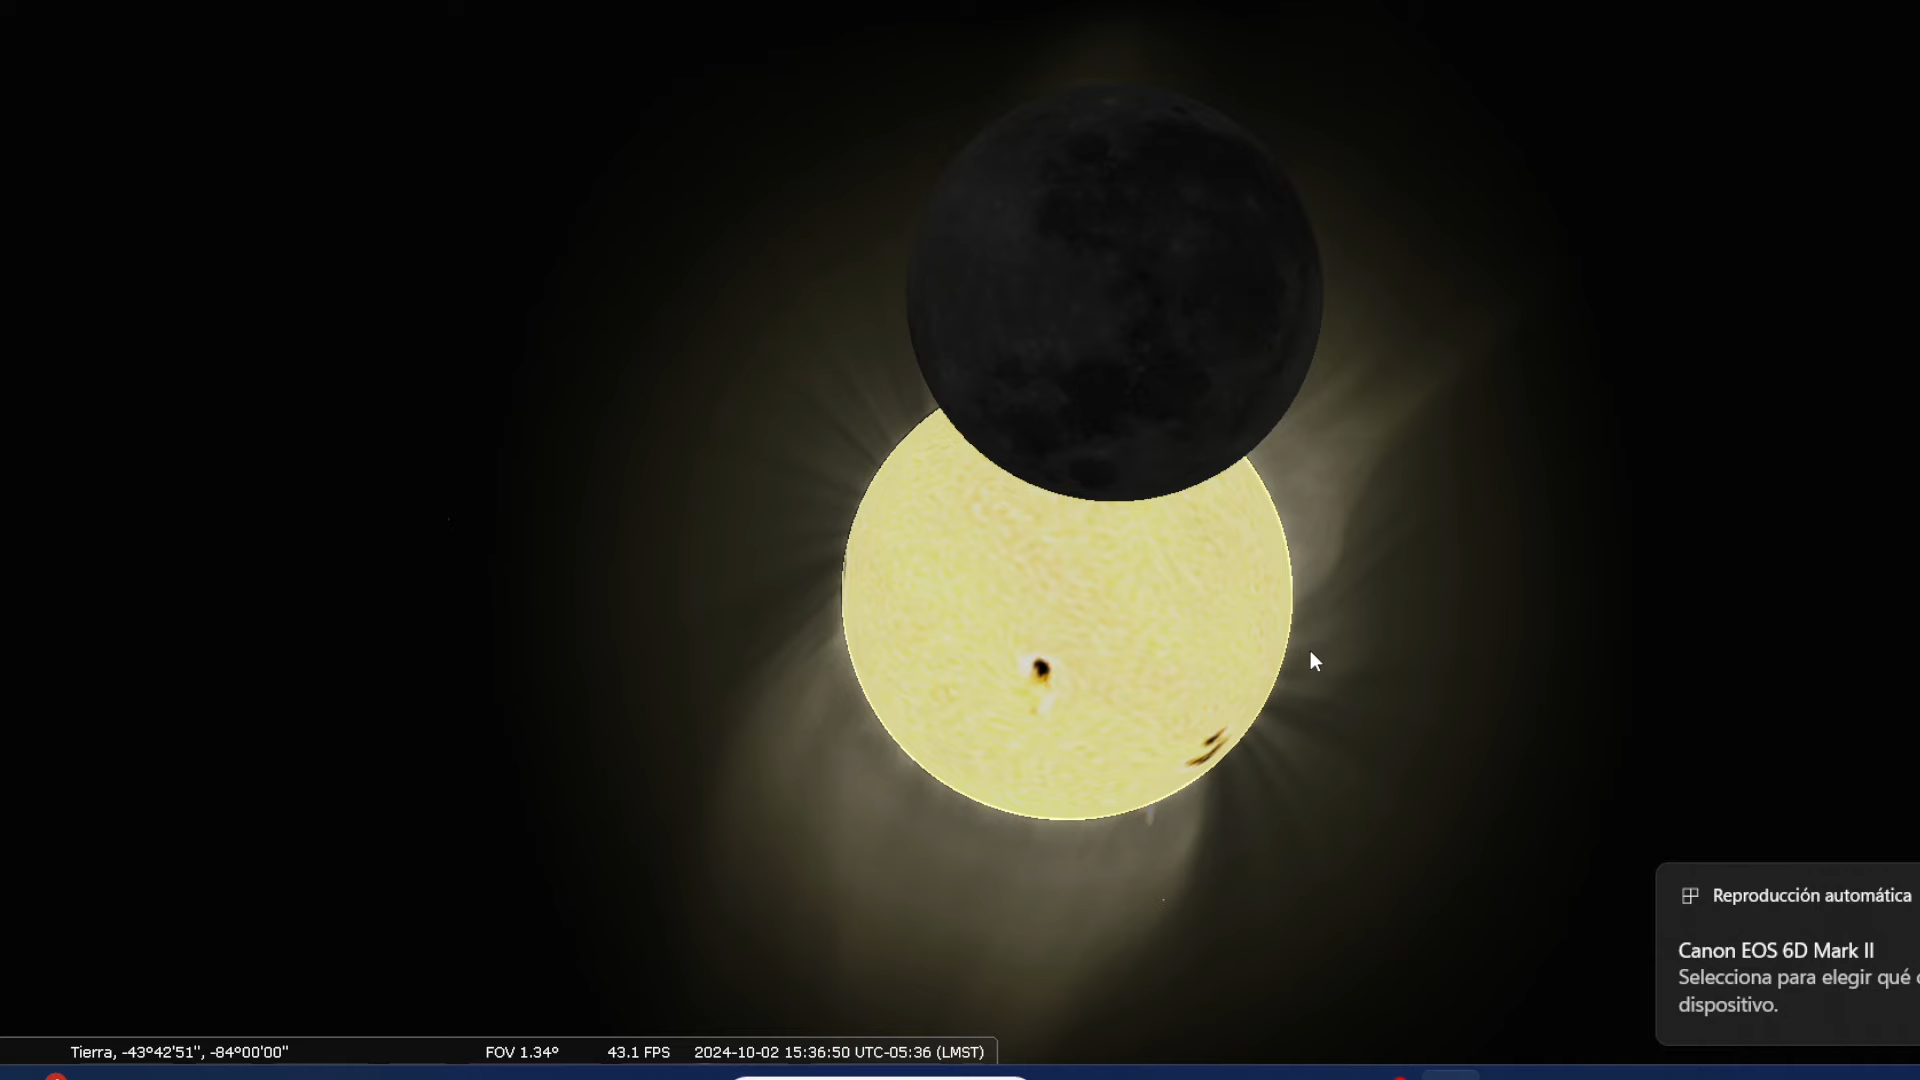 Reproducción automática
Canon EOS 6D Mark II
Selecciona para elegir qué
dispositivo.
Tierra, -43°42'51", -84°00'00" FOV 1.34° 43.1 FPS 2024-10-02 15:36:50 UTC-05:36 (LMST)